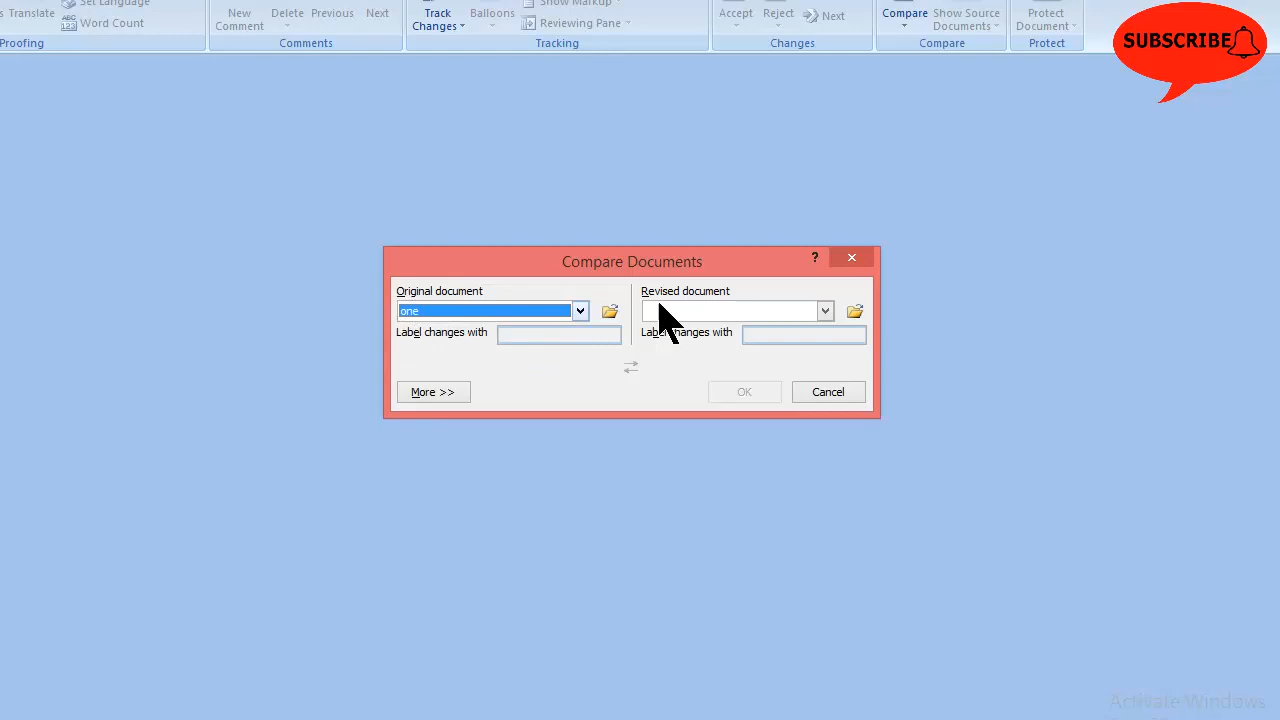 Translate
Set Language
Word Count
New Comment
Delete
Previous
Next
Track Changes
Balloons
Show Markup
Reviewing Pane
Accept
Reject
Next
Compare
Show Source Documents
Protect Document
Proofing
Comments
Tracking
Changes
Compare
Protect
SUBSCRIBE
Compare Documents
?
Original document
Revised document
one
Label changes with
Label changes with
More >>
OK
Cancel
Activate Windows